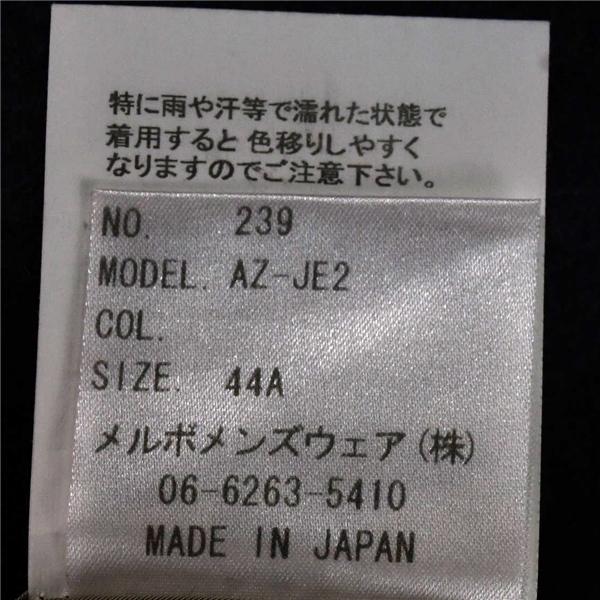 特に雨や汗等で濡れた状態で
着用すると色移りしやすく
なりますのでご注意下さい。
NO. 239
MODEL. AZ-JE2
COL.
SIZE. 44A
メルボメンズウェア(株)
06-6263-5410
MADE IN JAPAN